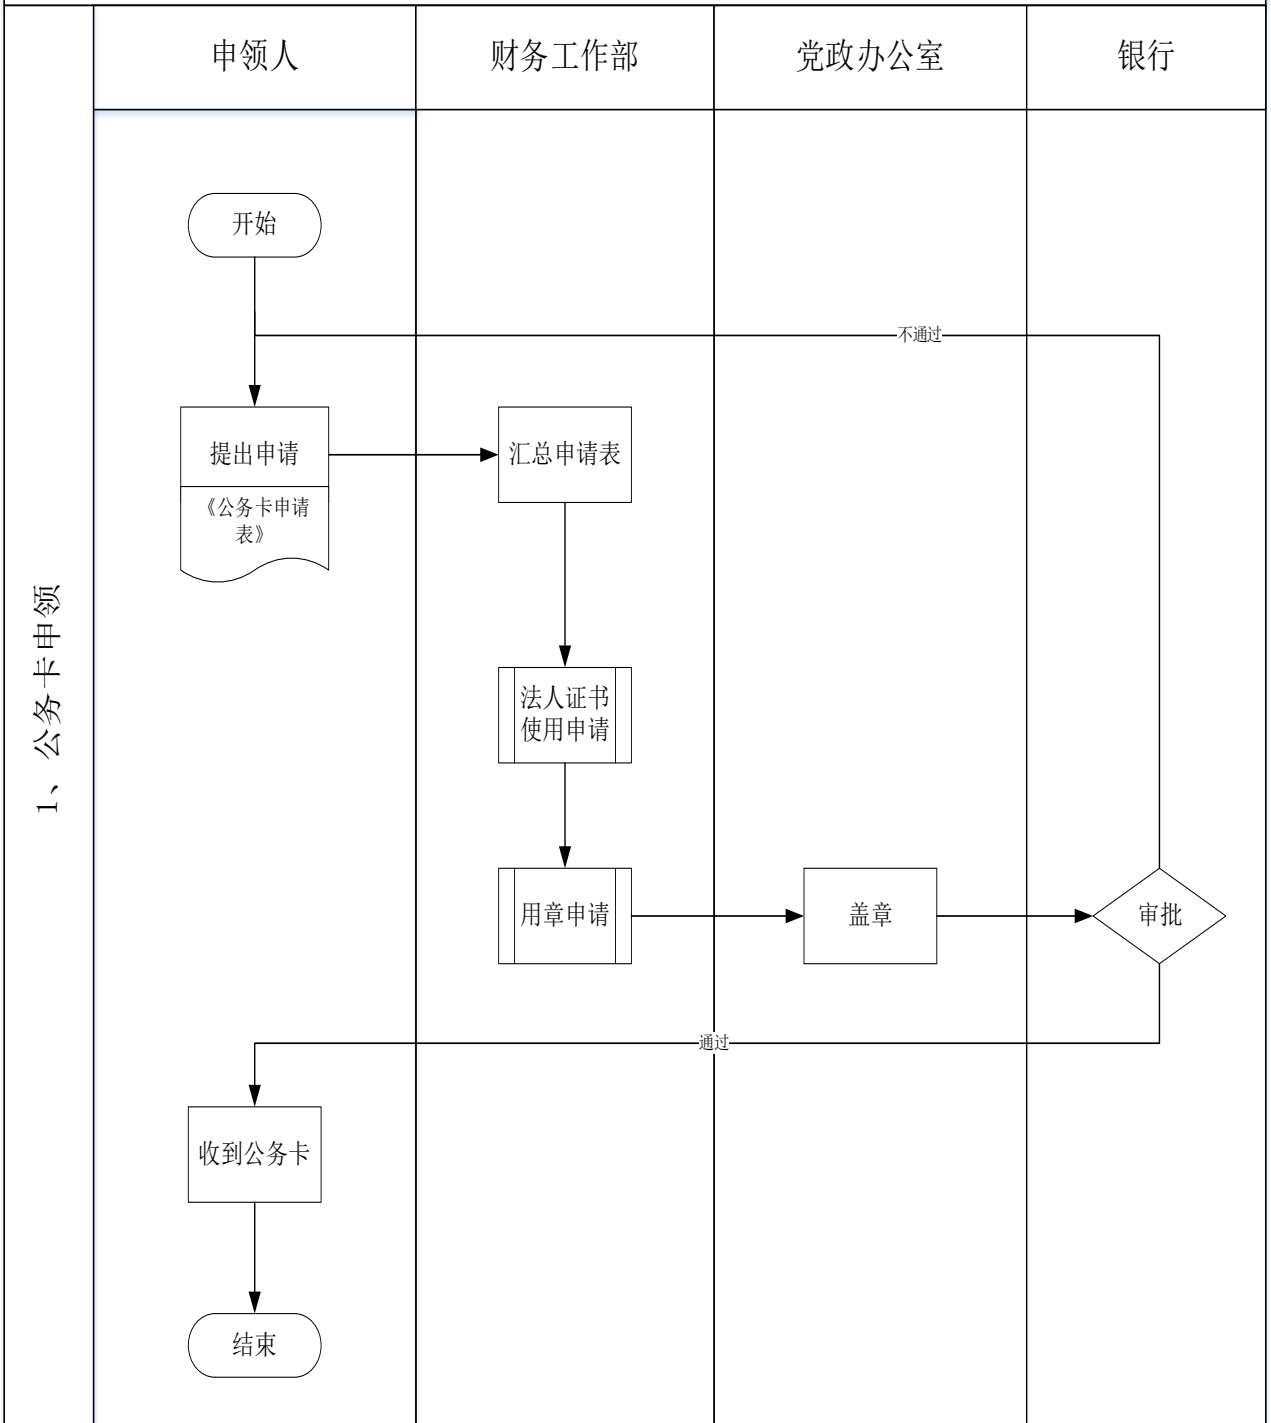 申领人
财务工作部
党政办公室
银行
1、公务卡申领
开始
不通过
提出申请
《公务卡申请
表》
汇总申请表
法人证书
使用申请
用章申请
盖章
审批
通过
收到公务卡
结束